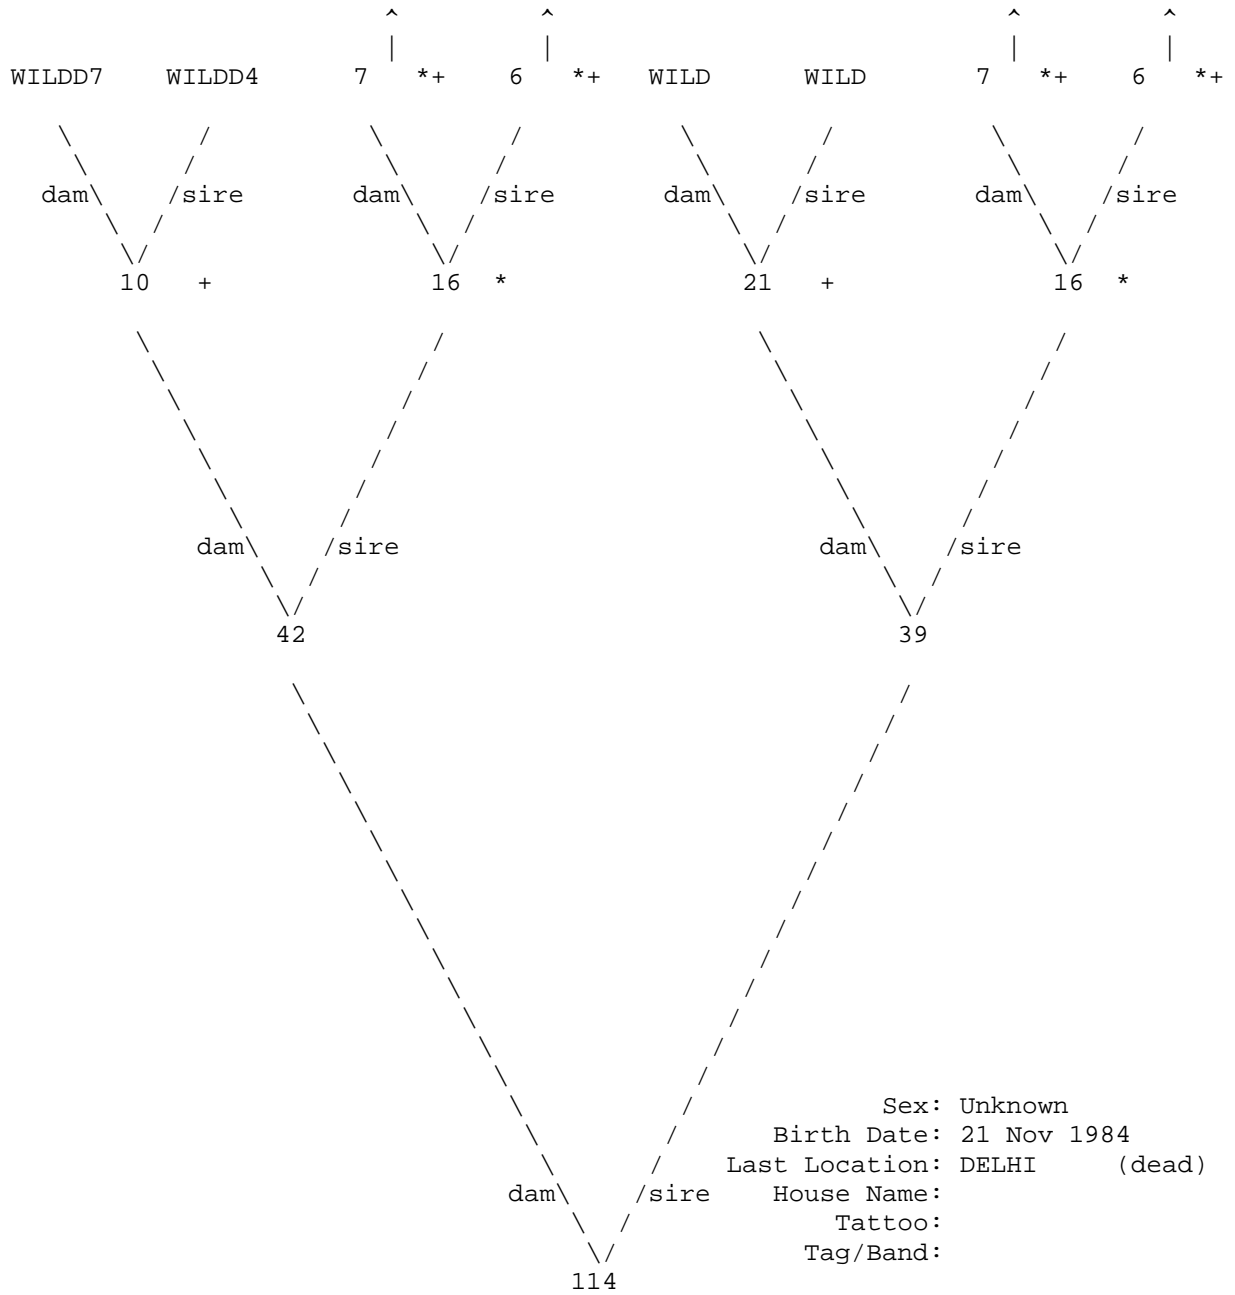 ^ ^ ^ ^
| | | |
WILDD7 WILDD4 7 *+ 6 *+ WILD WILD 7 *+ 6 *+
dam sire dam sire dam sire dam sire
10 + 16 * 21 + 16 *
dam sire dam sire
42 39
Sex: Unknown
Birth Date: 21 Nov 1984
Last Location: DELHI (dead)
dam sire House Name:
Tattoo:
Tag/Band:
114